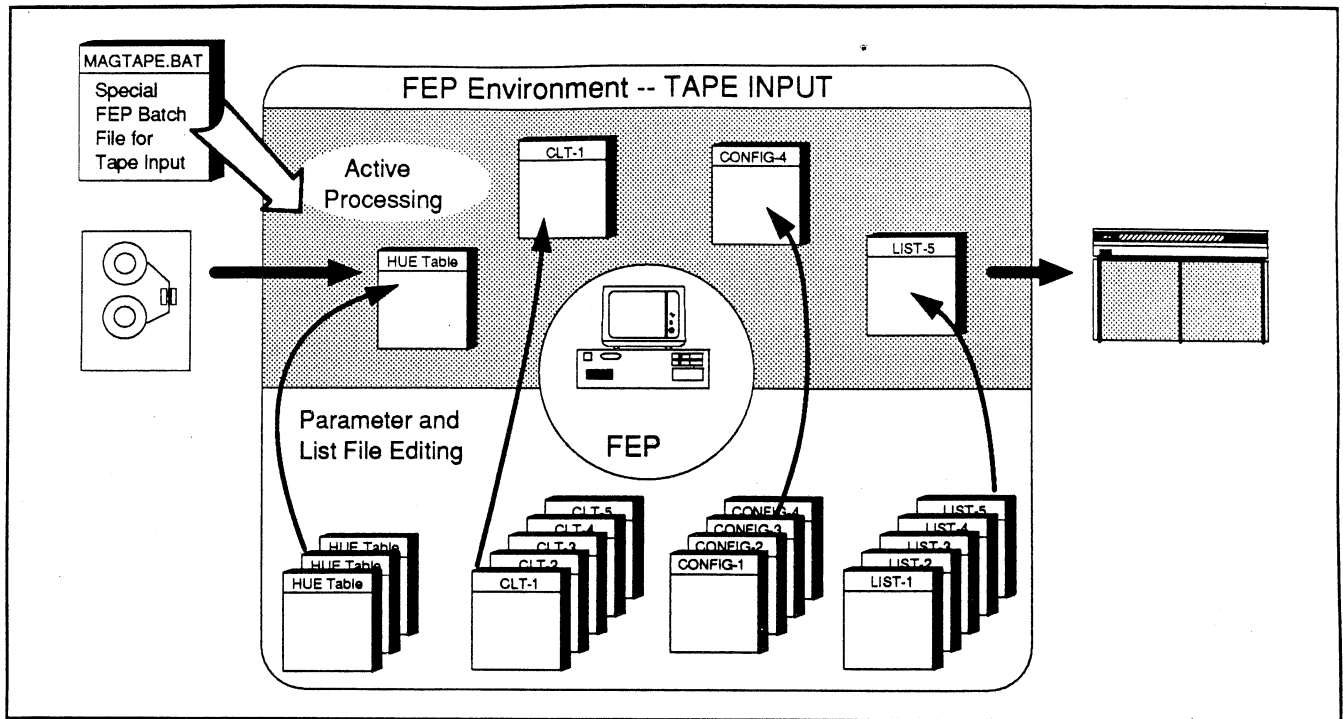 MAGTAPE.BAT
Special
FEP Batch
File for
Tape Input
FEP Environment -- TAPE INPUT
Active
Processing
CLT-1
CONFIG-4
HUE Table
LIST-5
Parameter and
List File Editing
FEP
HUE Table
HUE Table
HUE Table
CLT-5
CLT-4
CLT-3
CLT-2
CLT-1
CONFIG-4
CONFIG-3
CONFIG-2
CONFIG-1
LIST-5
LIST-4
LIST-3
LIST-2
LIST-1